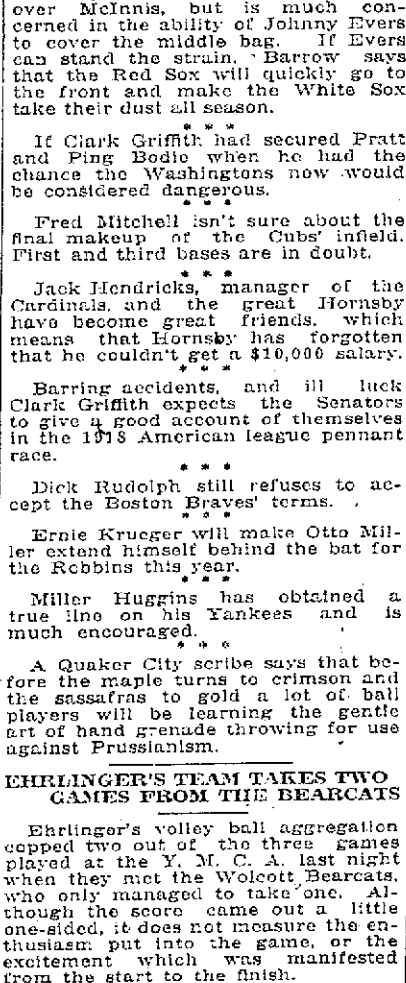 over McInnis, but is much con-
cerned in the ability of Johnny Evers
to cover the middle bag. If Evers
can stand the strain, Barrow says
that the Red Sox will quickly go to
the front and make the White Sox
take their dust all season.
* * *
If Clark Griffith had secured Pratt
and Ping Bodie when he had the
chance the Washingtons now would
be considered dangerous.
* * *
Fred Mitchell isn't sure about the
final makeup of the Cubs' infield.
First and third bases are in doubt.
* * *
Jack Hendricks, manager of the
Cardinals, and the great Hornsby
have become great friends, which
means that Hornsby has forgotten
that he couldn't get a $10,000 salary.
* * *
Barring accidents, and ill luck
Clark Griffith expects the Senators
to give a good account of themselves
in the 1918 American league pennant
race.
* * *
Dick Rudolph still refuses to ac-
cept the Boston Braves' terms.
* * *
Ernie Krueger will make Otto Mil-
ler extend himself behind the bat for
the Robbins this year.
* * *
Miller Huggins has obtained a
true line on his Yankees and is
much encouraged.
* * *
A Quaker City scribe says that be-
fore the maple turns to crimson and
the sassafras to gold a lot of ball
players will be learning the gentle
art of hand grenade throwing for use
against Prussianism.
EHRLINGER'S TEAM TAKES TWO
GAMES FROM THE BEARCATS
Ehrlinger's volley ball aggregation
copped two out of the three games
played at the Y. M. C. A. last night
when they met the Wolcott Bearcats,
who only managed to take one. Al-
though the score came out a little
one-sided, it does not measure the en-
thusiasm put into the game, or the
excitement which was manifested
from the start to the finish.